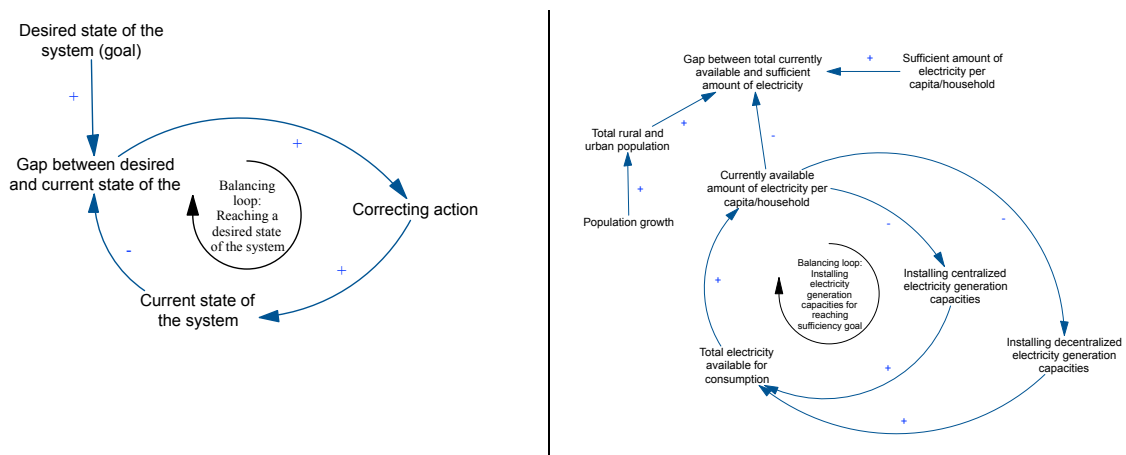 Desired state of the
system (goal)
+
Gap between desired
and current state of the
+
Balancing
loop:
Reaching a
desired state
of the system
Correcting action
-
+
Current state of
the system
Gap between total currently
available and sufficient
amount of electricity
+
Sufficient amount of
electricity per
capita/household
Total rural and
urban population
+
-
Currently available
amount of electricity per
capita/household
+
Population growth
-
-
Balancing loop:
Installing
electricity
generation
capacities for
reaching
sufficiency goal
Installing centralized
electricity generation
capacities
+
Installing decentralized
electricity generation
capacities
Total electricity
available for
consumption
+
+